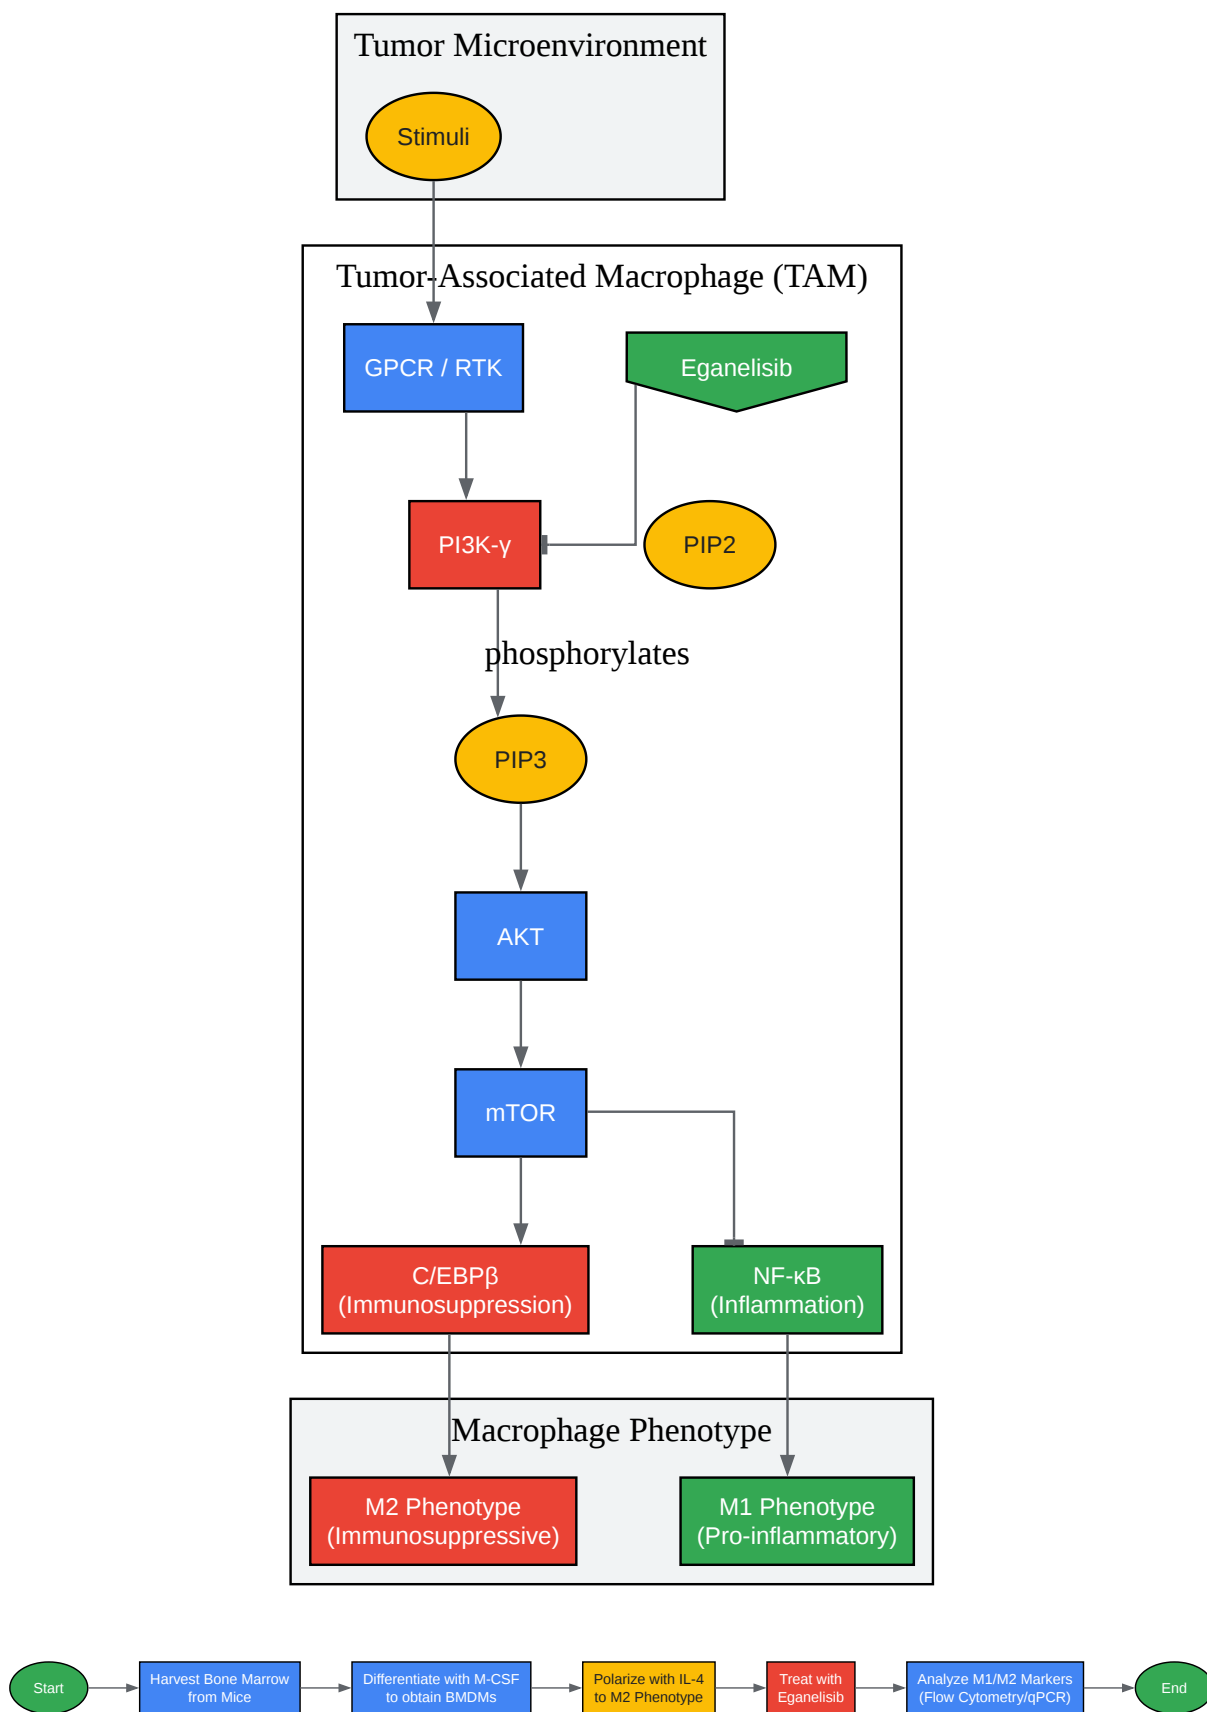 Tumor Microenvironment
Stimuli
Tumor-Associated Macrophage (TAM)
GPCR / RTK
Eganelisib
PI3K-γ
PIP2
phosphorylates
PIP3
AKT
mTOR
C/EBPβ
(Immunosuppression)
NF-κB
(Inflammation)
Macrophage Phenotype
M2 Phenotype
(Immunosuppressive)
M1 Phenotype
(Pro-inflammatory)
Start
Harvest Bone Marrow
from Mice
Differentiate with M-CSF
to obtain BMDMs
Polarize with IL-4
to M2 Phenotype
Treat with
Eganelisib
Analyze M1/M2 Markers
(Flow Cytometry/qPCR)
End